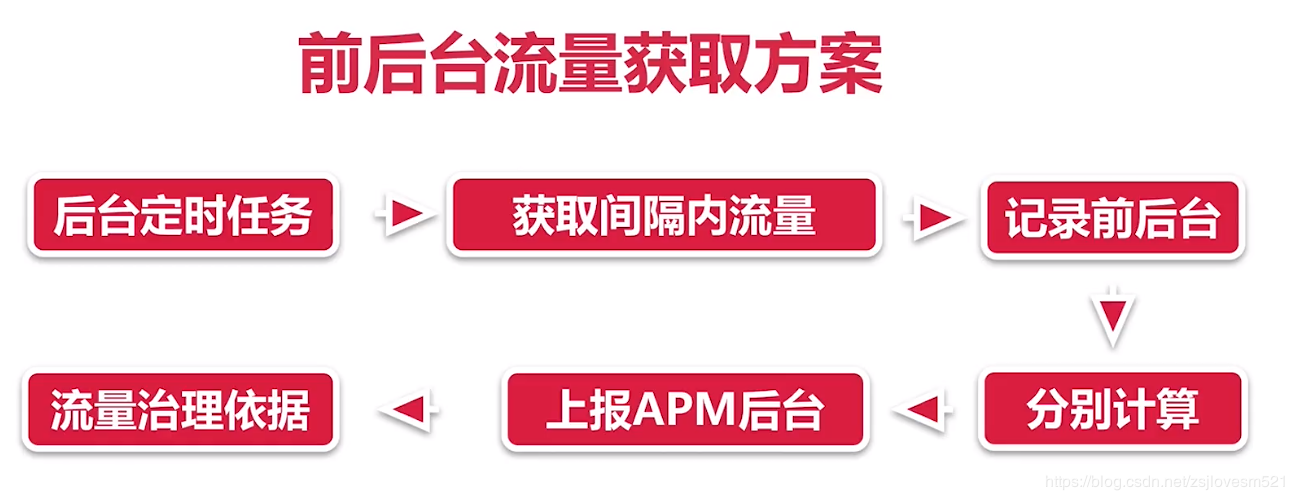 前后台流量获取方案
后台定时任务
获取间隔内流量
记录前后台
分别计算
上报APM后台
流量治理依据
https://blog.csdn.net/zsjlovesm521